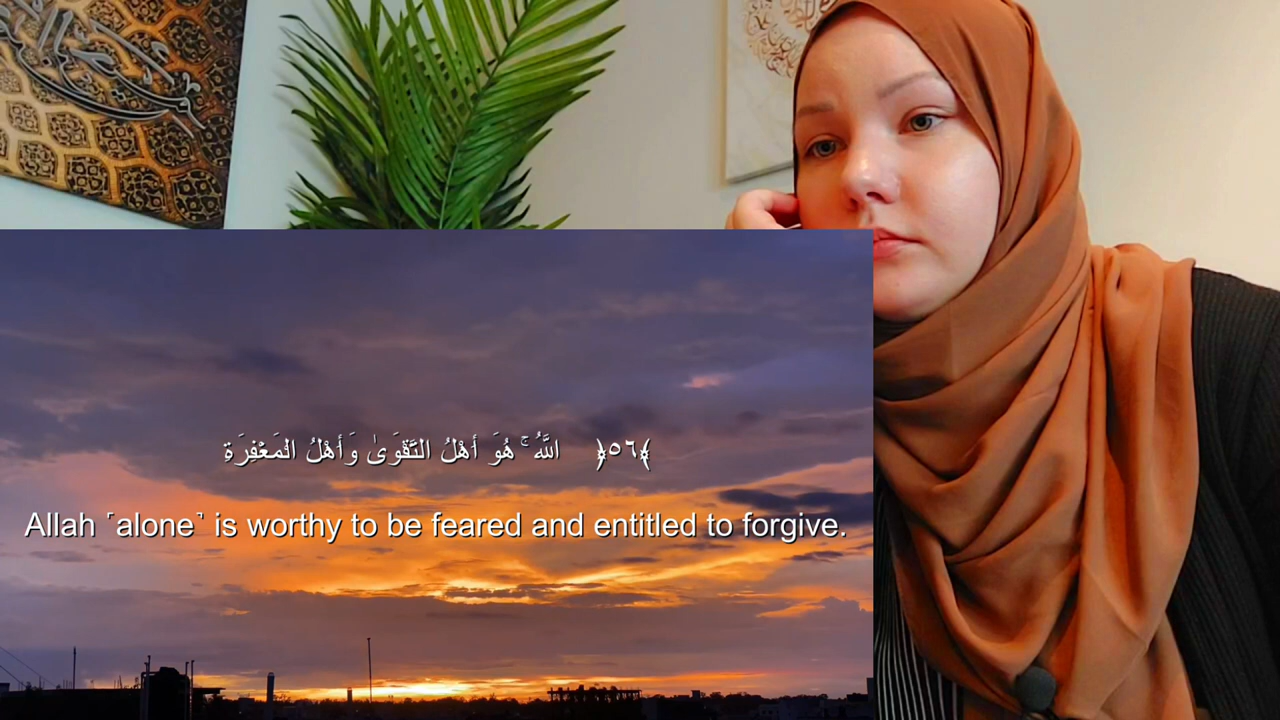 اللَّهُ ۚ هُوَ أَهْلُ التَّقْوَىٰ وَأَهْلُ الْمَغْفِرَةِ ﴿٥٦﴾
Allah ˹alone˺ is worthy to be feared and entitled to forgive.